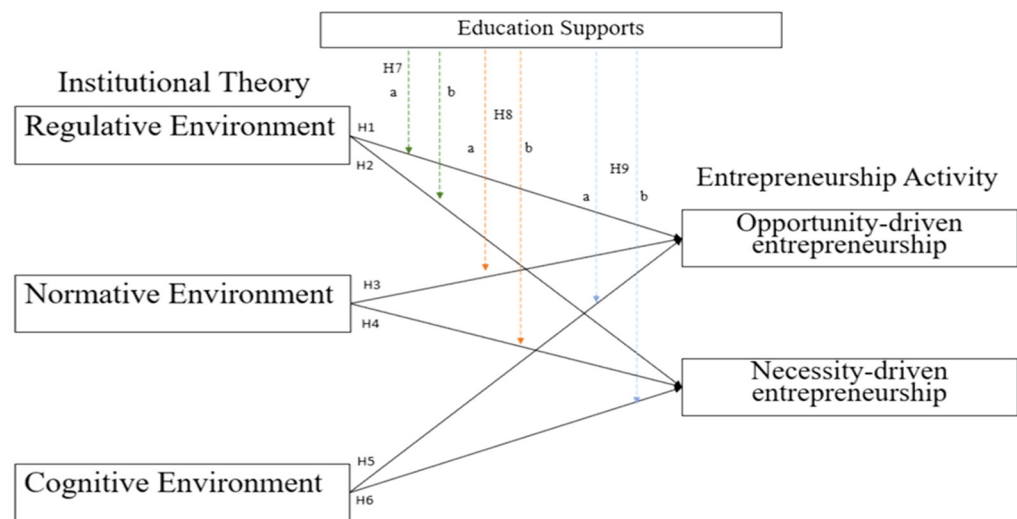 Education Supports
Institutional Theory
H7
a
b
Regulative Environment
H1
H2
H8
a
b
H9
a
b
Entrepreneurship Activity
Opportunity-driven
entrepreneurship
Normative Environment
H3
H4
Necessity-driven
entrepreneurship
Cognitive Environment
H5
H6